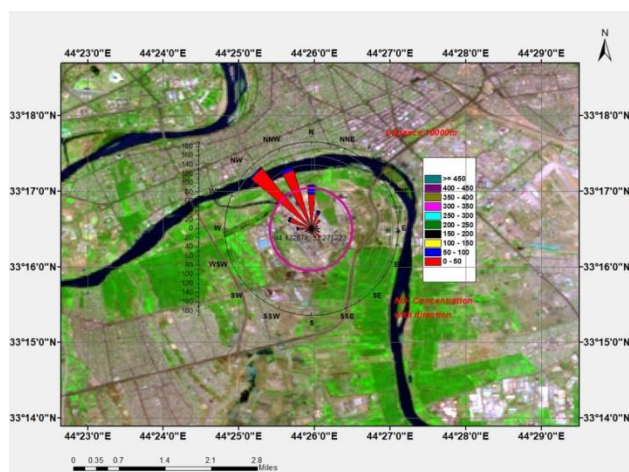 44°23'0"E 44°24'0"E 44°25'0"E 44°26'0"E 44°27'0"E 44°28'0"E 44°29'0"E
N
33°18'0"N
33°17'0"N
33°16'0"N
33°15'0"N
33°14'0"N
33°18'0"N
33°17'0"N
33°16'0"N
33°15'0"N
33°14'0"N
N
NNW
NNE
NW
W
WSW
SW
SSW
S
SSE
SE
E
Distance 10000m
>= 450
400 - 450
350 - 400
300 - 350
250 - 300
200 - 250
150 - 200
100 - 150
50 - 100
0 - 50
Concentration
direction
44°23'0"E 44°24'0"E 44°25'0"E 44°26'0"E 44°27'0"E 44°28'0"E 44°29'0"E
0 0.35 0.7 1.4 2.1 2.8
Miles